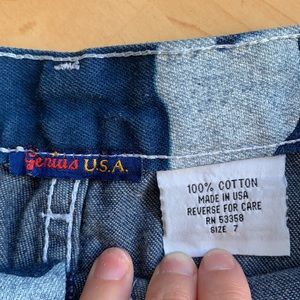 Genius U.S.A.
100% COTTON
MADE IN USA
REVERSE FOR CARE
RN 53358
SIZE 7